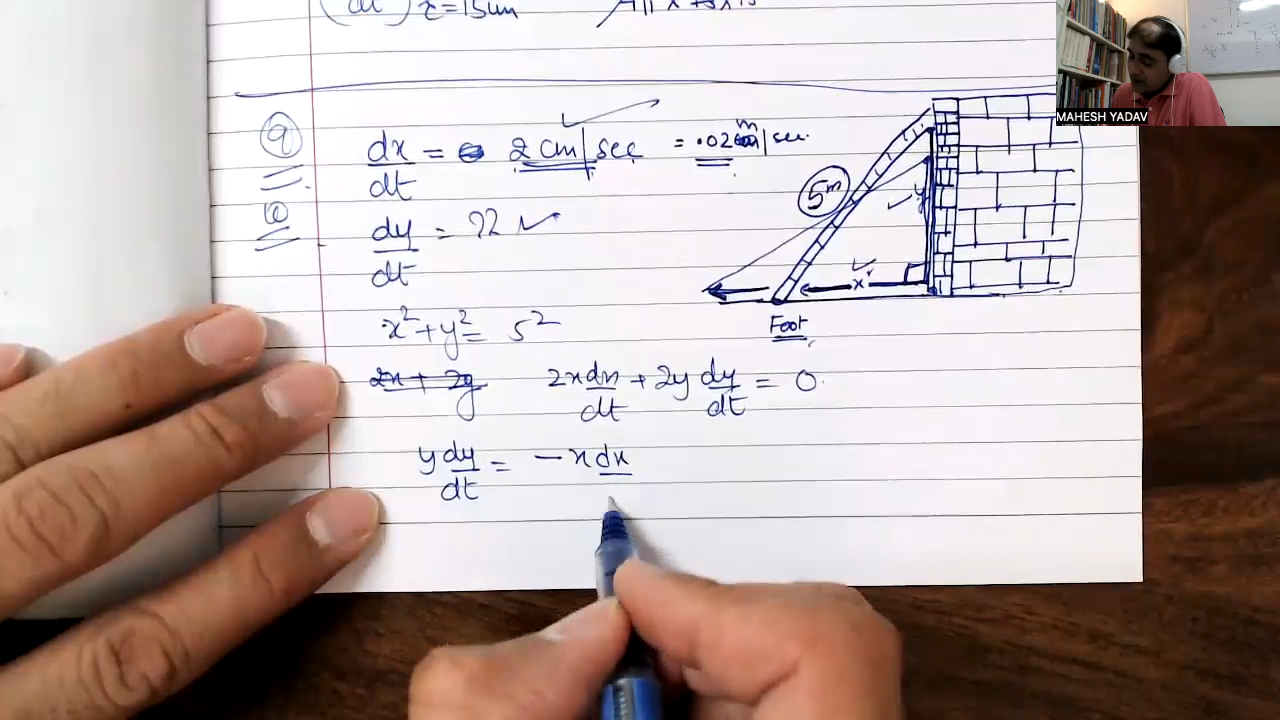 r = 15cm
MAHESH YADAV
9
dx/dt = 2 cm/sec = .02 m/sec.
10
dy/dt = ?? ✓
5m
y
x
Foot
x² + y² = 5²
2x dx/dt + 2y dy/dt = 0.
y dy/dt = - x dx